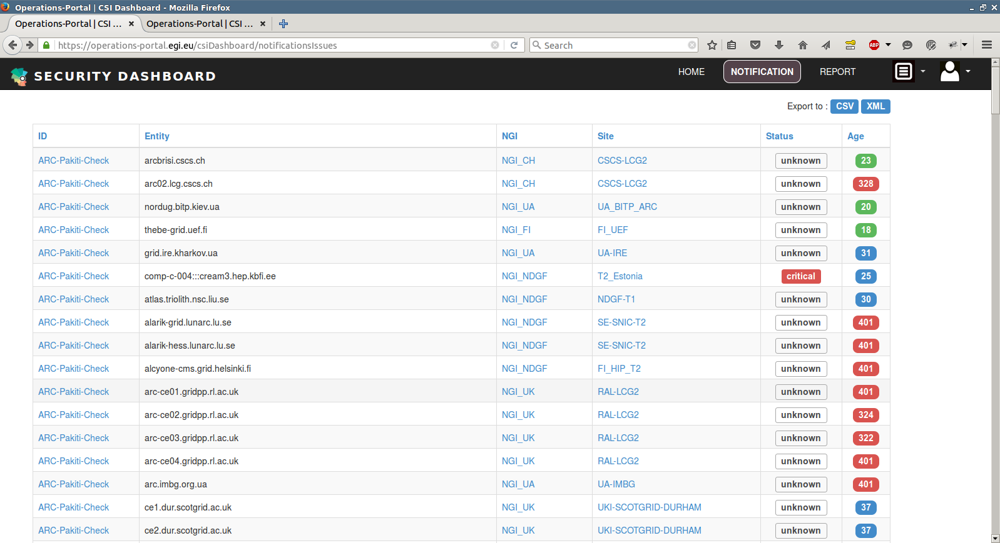 Operations-Portal | CSI Dashboard - Mozilla Firefox
Operations-Portal | CSI ... Operations-Portal | CSI ...
https://operations-portal.egi.eu/csiDashboard/notificationsIssues Search ABP
SECURITY DASHBOARD HOME NOTIFICATION REPORT
Export to : CSV XML
ID Entity NGI Site Status Age
ARC-Pakiti-Check arcbrisi.cscs.ch NGI_CH CSCS-LCG2 unknown 23
ARC-Pakiti-Check arc02.lcg.cscs.ch NGI_CH CSCS-LCG2 unknown 328
ARC-Pakiti-Check nordug.bitp.kiev.ua NGI_UA UA_BITP_ARC unknown 20
ARC-Pakiti-Check thebe-grid.uef.fi NGI_FI FI_UEF unknown 18
ARC-Pakiti-Check grid.ire.kharkov.ua NGI_UA UA-IRE unknown 31
ARC-Pakiti-Check comp-c-004:::cream3.hep.kbfi.ee NGI_NDGF T2_Estonia critical 25
ARC-Pakiti-Check atlas.triolith.nsc.liu.se NGI_NDGF NDGF-T1 unknown 30
ARC-Pakiti-Check alarik-grid.lunarc.lu.se NGI_NDGF SE-SNIC-T2 unknown 401
ARC-Pakiti-Check alarik-hess.lunarc.lu.se NGI_NDGF SE-SNIC-T2 unknown 401
ARC-Pakiti-Check alcyone-cms.grid.helsinki.fi NGI_NDGF FI_HIP_T2 unknown 401
ARC-Pakiti-Check arc-ce01.gridpp.rl.ac.uk NGI_UK RAL-LCG2 unknown 401
ARC-Pakiti-Check arc-ce02.gridpp.rl.ac.uk NGI_UK RAL-LCG2 unknown 324
ARC-Pakiti-Check arc-ce03.gridpp.rl.ac.uk NGI_UK RAL-LCG2 unknown 322
ARC-Pakiti-Check arc-ce04.gridpp.rl.ac.uk NGI_UK RAL-LCG2 unknown 401
ARC-Pakiti-Check arc.imbg.org.ua NGI_UA UA-IMBG unknown 401
ARC-Pakiti-Check ce1.dur.scotgrid.ac.uk NGI_UK UKI-SCOTGRID-DURHAM unknown 37
ARC-Pakiti-Check ce2.dur.scotgrid.ac.uk NGI_UK UKI-SCOTGRID-DURHAM unknown 37